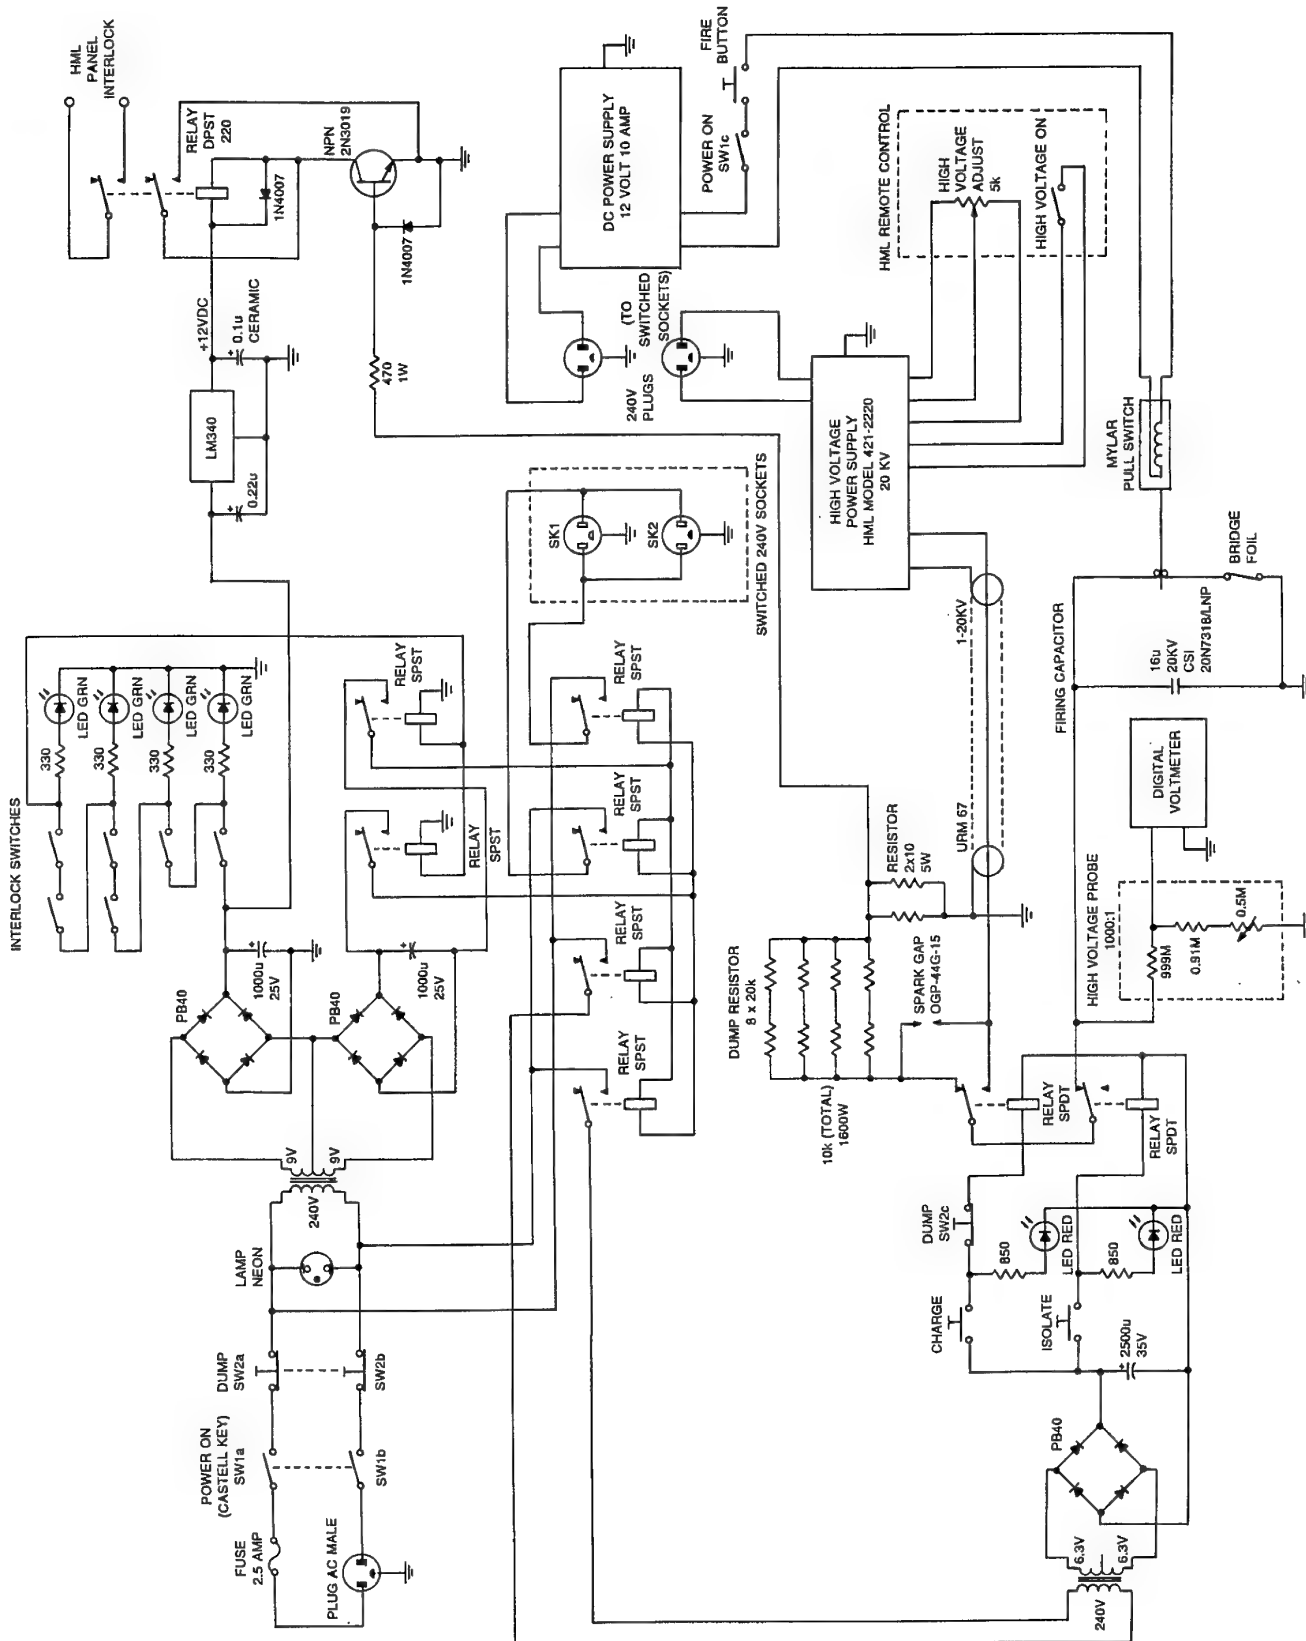 HML
PANEL
INTERLOCK
RELAY
DPST
220
1N4007
NPN
2N3019
1N4007
+12VDC
0.1u
CERAMIC
LM340
0.22u
470
1W
DC POWER SUPPLY
12 VOLT 10 AMP
FIRE
BUTTON
POWER ON
SW1c
HML REMOTE CONTROL
HIGH
VOLTAGE
ADJUST
5k
HIGH VOLTAGE ON
(TO
SWITCHED
SOCKETS)
240V
PLUGS
HIGH VOLTAGE
POWER SUPPLY
HML MODEL 421-2220
20 KV
MYLAR
PULL SWITCH
BRIDGE
FOIL
SK1
SK2
SWITCHED 240V SOCKETS
1-20KV
URM 67
FIRING CAPACITOR
16u
20KV
CSI
20N7318/LNP
DIGITAL
VOLTMETER
HIGH VOLTAGE PROBE
1000:1
999M
0.91M
0.5M
INTERLOCK SWITCHES
330
LED GRN
330
LED GRN
330
LED GRN
330
LED GRN
RELAY
SPST
RELAY
SPST
PB40
1000u
25V
PB40
1000u
25V
9V
9V
240V
RELAY
SPST
RELAY
SPST
RELAY
SPST
RELAY
SPST
RESISTOR
2x10
5W
DUMP RESISTOR
8 x 20k
10k (TOTAL)
1600W
SPARK GAP
OGP-44G-15
RELAY
SPDT
RELAY
SPDT
LAMP
NEON
DUMP
SW2a
SW2b
POWER ON
(CASTELL KEY)
SW1a
SW1b
FUSE
2.5 AMP
PLUG AC MALE
DUMP
SW2c
850
LED RED
850
LED RED
CHARGE
ISOLATE
2500u
35V
PB40
6.3V
6.3V
240V